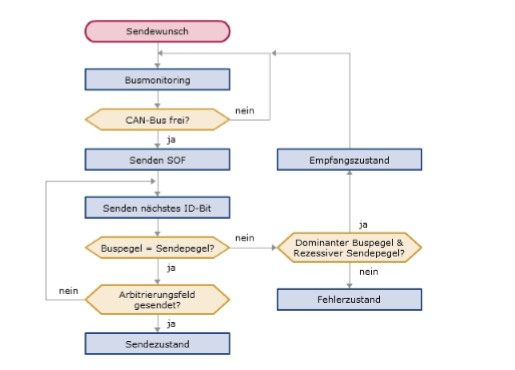 Sendewunsch
Busmonitoring
nein
CAN-Bus frei?
ja
Senden SOF
Empfangszustand
Senden nächstes ID-Bit
ja
nein
Buspegel = Sendepegel?
Dominanter Buspegel &
Rezessiver Sendepegel?
ja
nein
nein
Arbitrierungsfeld
gesendet?
Fehlerzustand
ja
Sendezustand